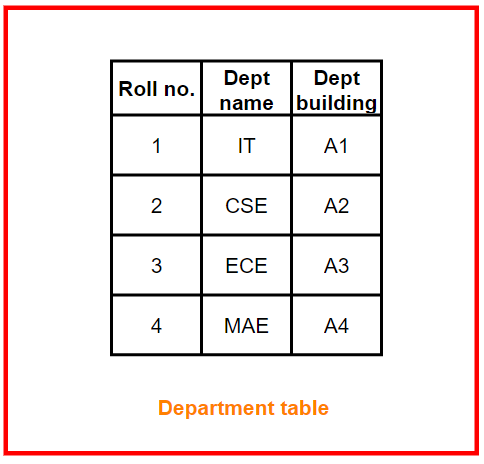 Roll no. Dept name Dept building
1 IT A1
2 CSE A2
3 ECE A3
4 MAE A4
Department table